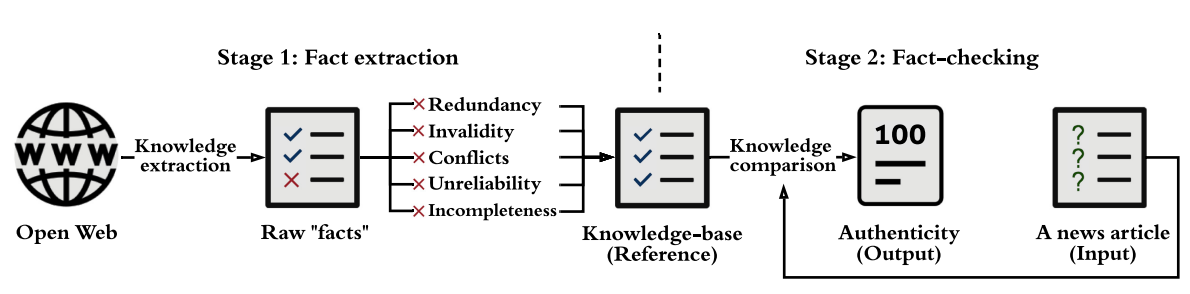 Stage 1: Fact extraction
Stage 2: Fact-checking
WWW
Open Web
Knowledge
extraction
Raw "facts"
Redundancy
Invalidity
Conflicts
Unreliability
Incompleteness
Knowledge-base
(Reference)
Knowledge
comparison
100
Authenticity
(Output)
?
?
?
A news article
(Input)